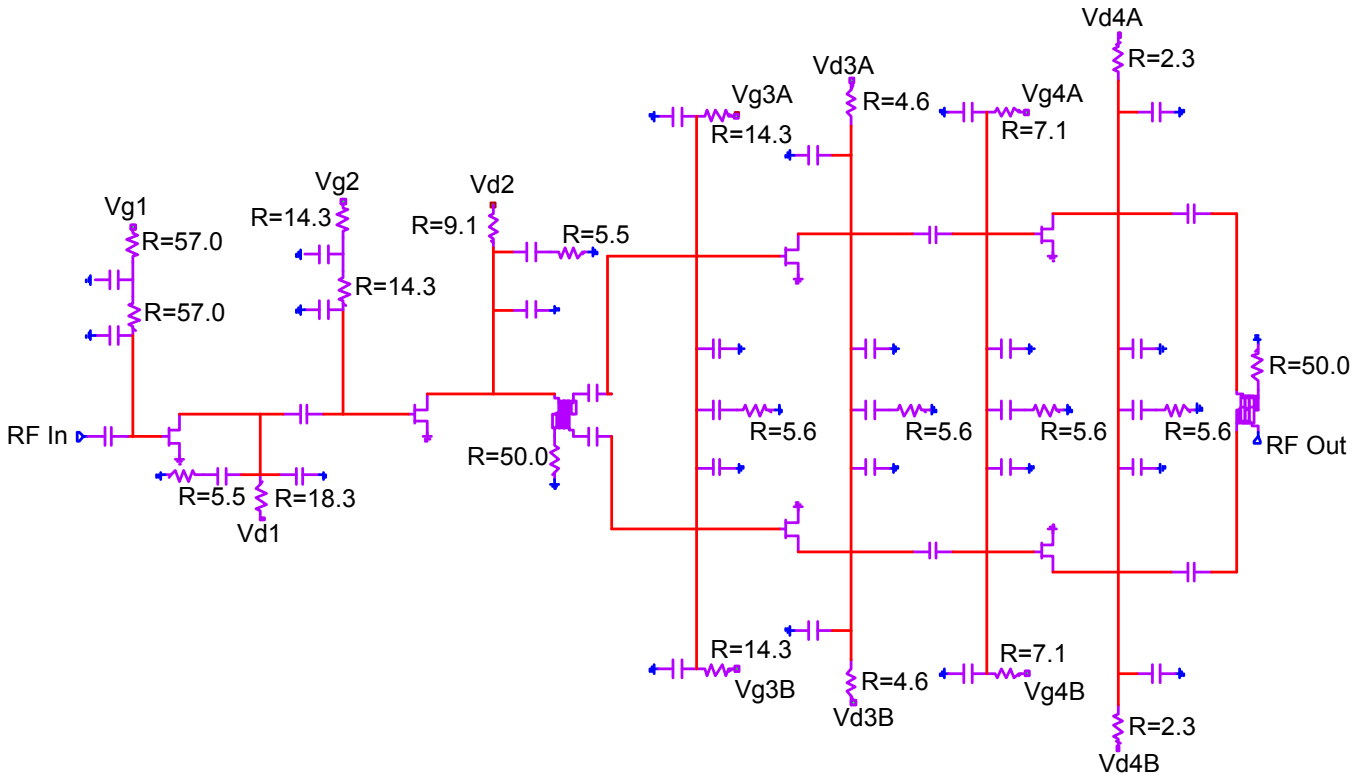 Vd4A
R=2.3
Vd3A
Vg3A
R=4.6
Vg4A
R=14.3
R=7.1
Vg2
Vd2
Vg1
R=14.3
R=9.1
R=5.5
R=57.0
R=14.3
R=57.0
R=50.0
RF In
R=5.6
R=5.6
R=5.6
R=5.6
RF Out
R=50.0
R=5.5
R=18.3
Vd1
R=14.3
R=7.1
Vg3B
R=4.6
Vg4B
Vd3B
R=2.3
Vd4B